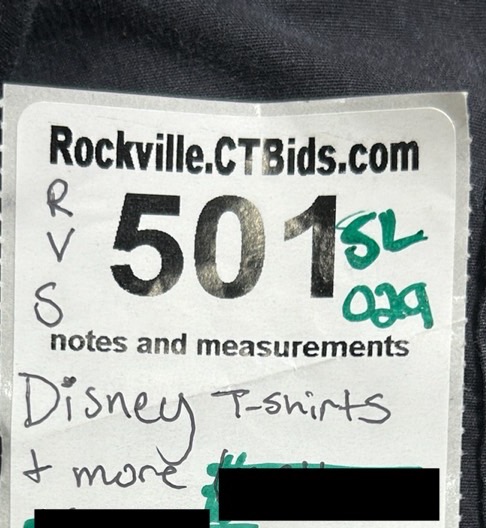 Rockville.CTBids.com
R
V
S
501
SL
029
notes and measurements
Disney T-shirts
+ more